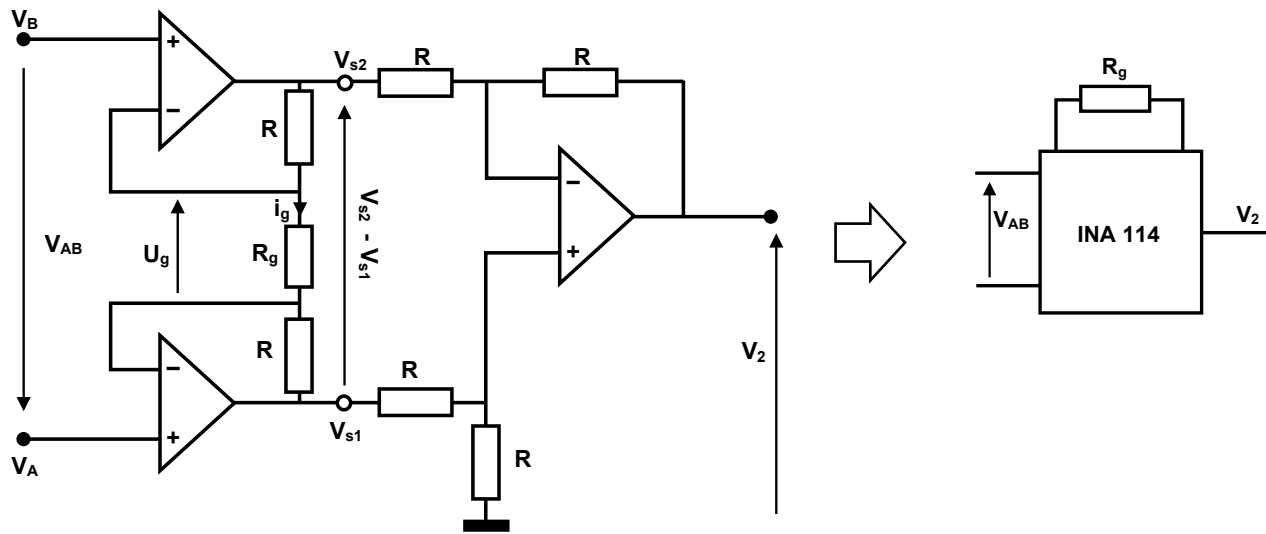 V_B
+
−
V_s2
R
R
R
−
+
V_AB
U_g
i_g
R_g
V_s2 - V_s1
R
−
+
V_A
V_s1
R
R
V_2
R_g
V_AB
INA 114
V_2